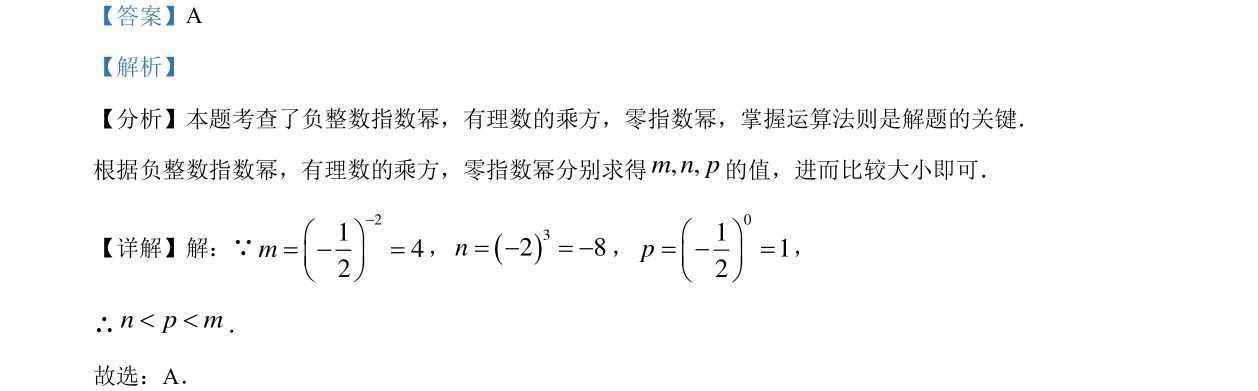 【答案】A
【解析】
【分析】本题考查了负整数指数幂，有理数的乘方，零指数幂，掌握运算法则是解题的关键．
根据负整数指数幂，有理数的乘方，零指数幂分别求得 m, n, p 的值，进而比较大小即可．
【详解】解：∵ m = (−1/2)^{−2} = 4，n = (−2)^3 = −8，p = (−1/2)^0 = 1，
∴ n < p < m．
故选：A．